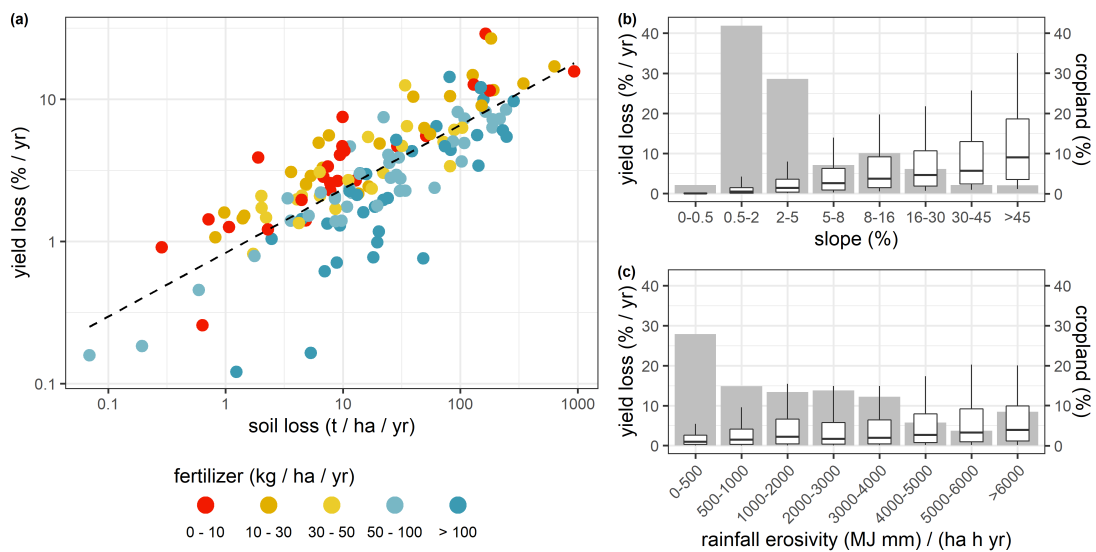 (a)
yield loss (% / yr)
10
1
0.1
0.1 1 10 100 1000
soil loss (t / ha / yr)
fertilizer (kg / ha / yr)
0 - 10 10 - 30 30 - 50 50 - 100 > 100
(b)
yield loss (% / yr)
cropland (%)
40 40
30 30
20 20
10 10
0 0
0-0.5 0.5-2 2-5 5-8 8-16 16-30 30-45 >45
slope (%)
(c)
yield loss (% / yr)
cropland (%)
40 40
30 30
20 20
10 10
0 0
0-500 500-1000 1000-2000 2000-3000 3000-4000 4000-5000 5000-6000 >6000
rainfall erosivity (MJ mm) / (ha h yr)